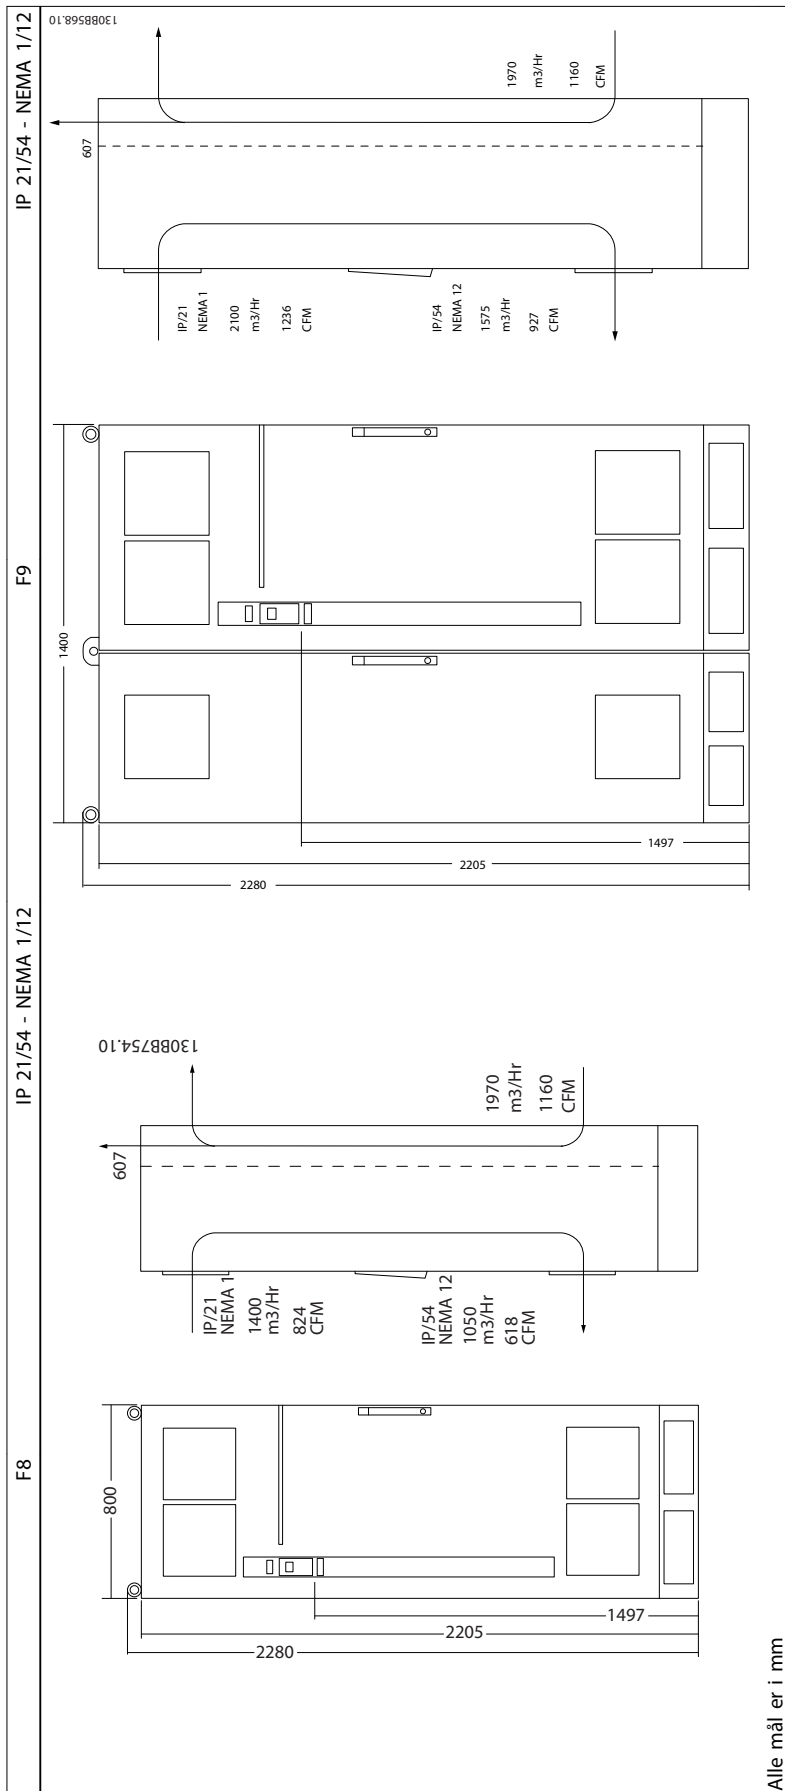 F8
IP 21/54 - NEMA 1/12
F9
IP 21/54 - NEMA 1/12
800
2280
2205
1497
IP/21
NEMA 1
1400
m3/Hr
824
CFM
IP/54
NEMA 12
1050
m3/Hr
618
CFM
607
1970
m3/Hr
1160
CFM
130BB754.10
1400
2280
2205
1497
IP/21
NEMA 1
2100
m3/Hr
1236
CFM
IP/54
NEMA 12
1575
m3/Hr
927
CFM
607
1970
m3/Hr
1160
CFM
130BB568.10
Alle mål er i mm